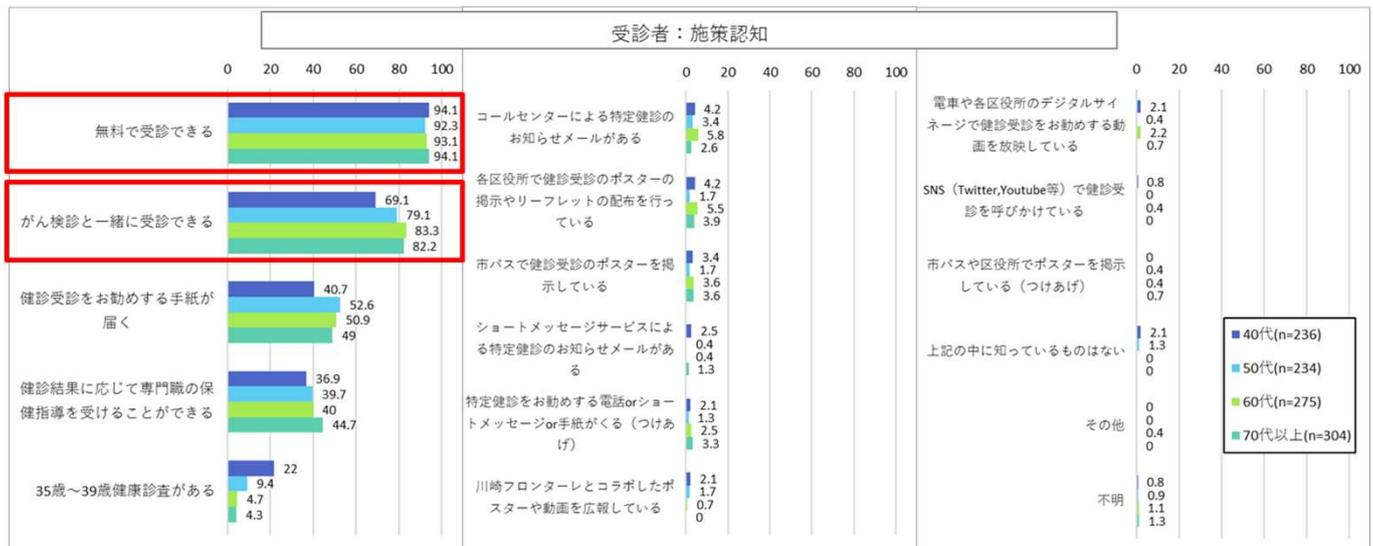 受診者：施策認知
0 20 40 60 80 100
無料で受診できる
94.1
92.3
93.1
94.1
がん検診と一緒に受診できる
69.1
79.1
83.3
82.2
健診受診をお勧めする手紙が
届く
40.7
52.6
50.9
49
健診結果に応じて専門職の保
健指導を受けることができる
36.9
39.7
40
44.7
35歳～39歳健康診査がある
22
9.4
4.7
4.3
0 20 40 60 80 100
コールセンターによる特定健診の
お知らせメールがある
4.2
3.4
5.8
2.6
各区役所で健診受診のポスターの
掲示やリーフレットの配布を行っ
ている
4.2
1.7
5.5
3.9
市バスで健診受診のポスターを掲
示している
3.4
1.7
3.6
3.6
ショートメッセージサービスによ
る特定健診のお知らせメールがあ
る
2.5
0.4
0.4
1.3
特定健診をお勧めする電話orショー
トメッセージor手紙がくる（つけあ
げ）
2.1
1.3
2.5
3.3
川崎フロンターレとコラボしたポ
スターや動画を広報している
2.1
1.7
0.7
0
0 20 40 60 80 100
電車や各区役所のデジタルサイ
ネージで健診受診をお勧めする動
画を放映している
2.1
0.4
2.2
0.7
SNS（Twitter,Youtube等）で健診受
診を呼びかけている
0.8
0
0.4
0
市バスや区役所でポスターを掲示
している（つけあげ）
0
0.4
0.4
0.7
上記の中に知っているものはない
2.1
1.3
0
0
その他
0
0
0.4
0
不明
0.8
0.9
1.1
1.3
40代(n=236)
50代(n=234)
60代(n=275)
70代以上(n=304)